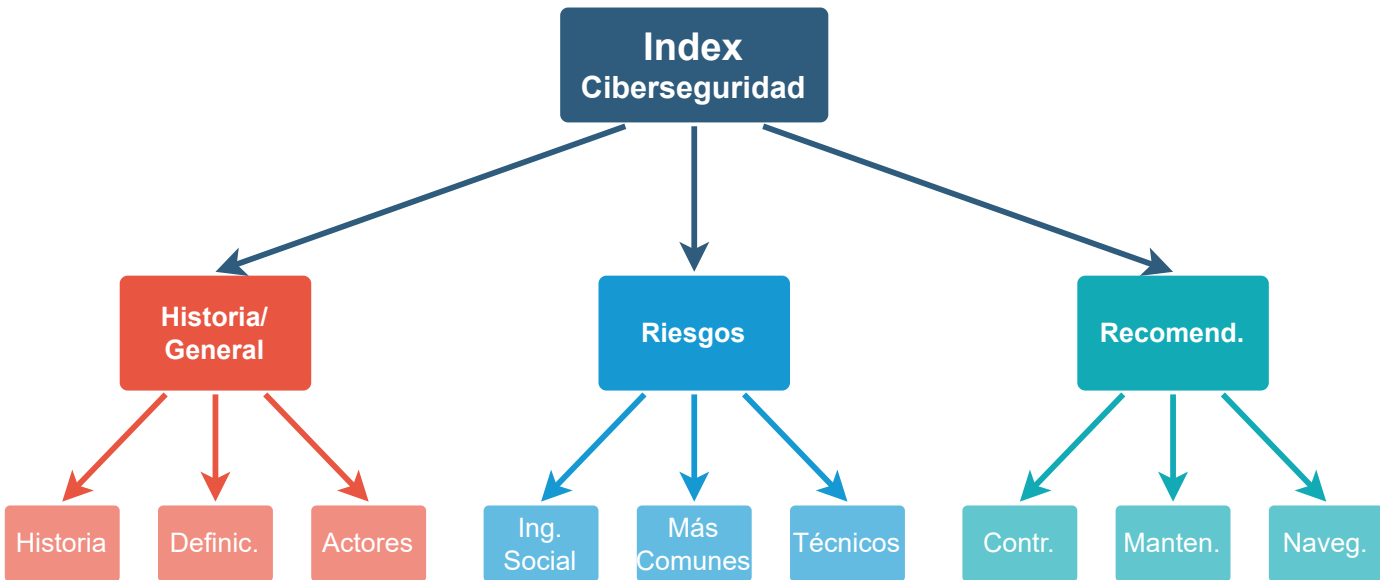 Index
Ciberseguridad
Historia/
General
Riesgos
Recomend.
Historia
Definic.
Actores
Ing.
Social
Más
Comunes
Técnicos
Contr.
Manten.
Naveg.